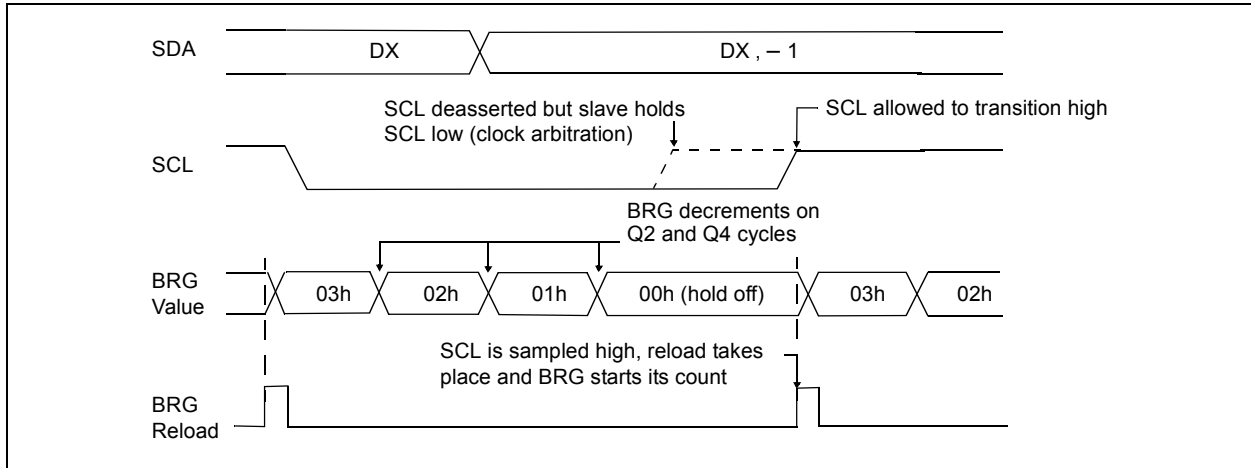 SDA
DX
DX , – 1
SCL deasserted but slave holds
SCL low (clock arbitration)
SCL allowed to transition high
SCL
BRG decrements on
Q2 and Q4 cycles
BRG
Value
03h
02h
01h
00h (hold off)
03h
02h
SCL is sampled high, reload takes
place and BRG starts its count
BRG
Reload